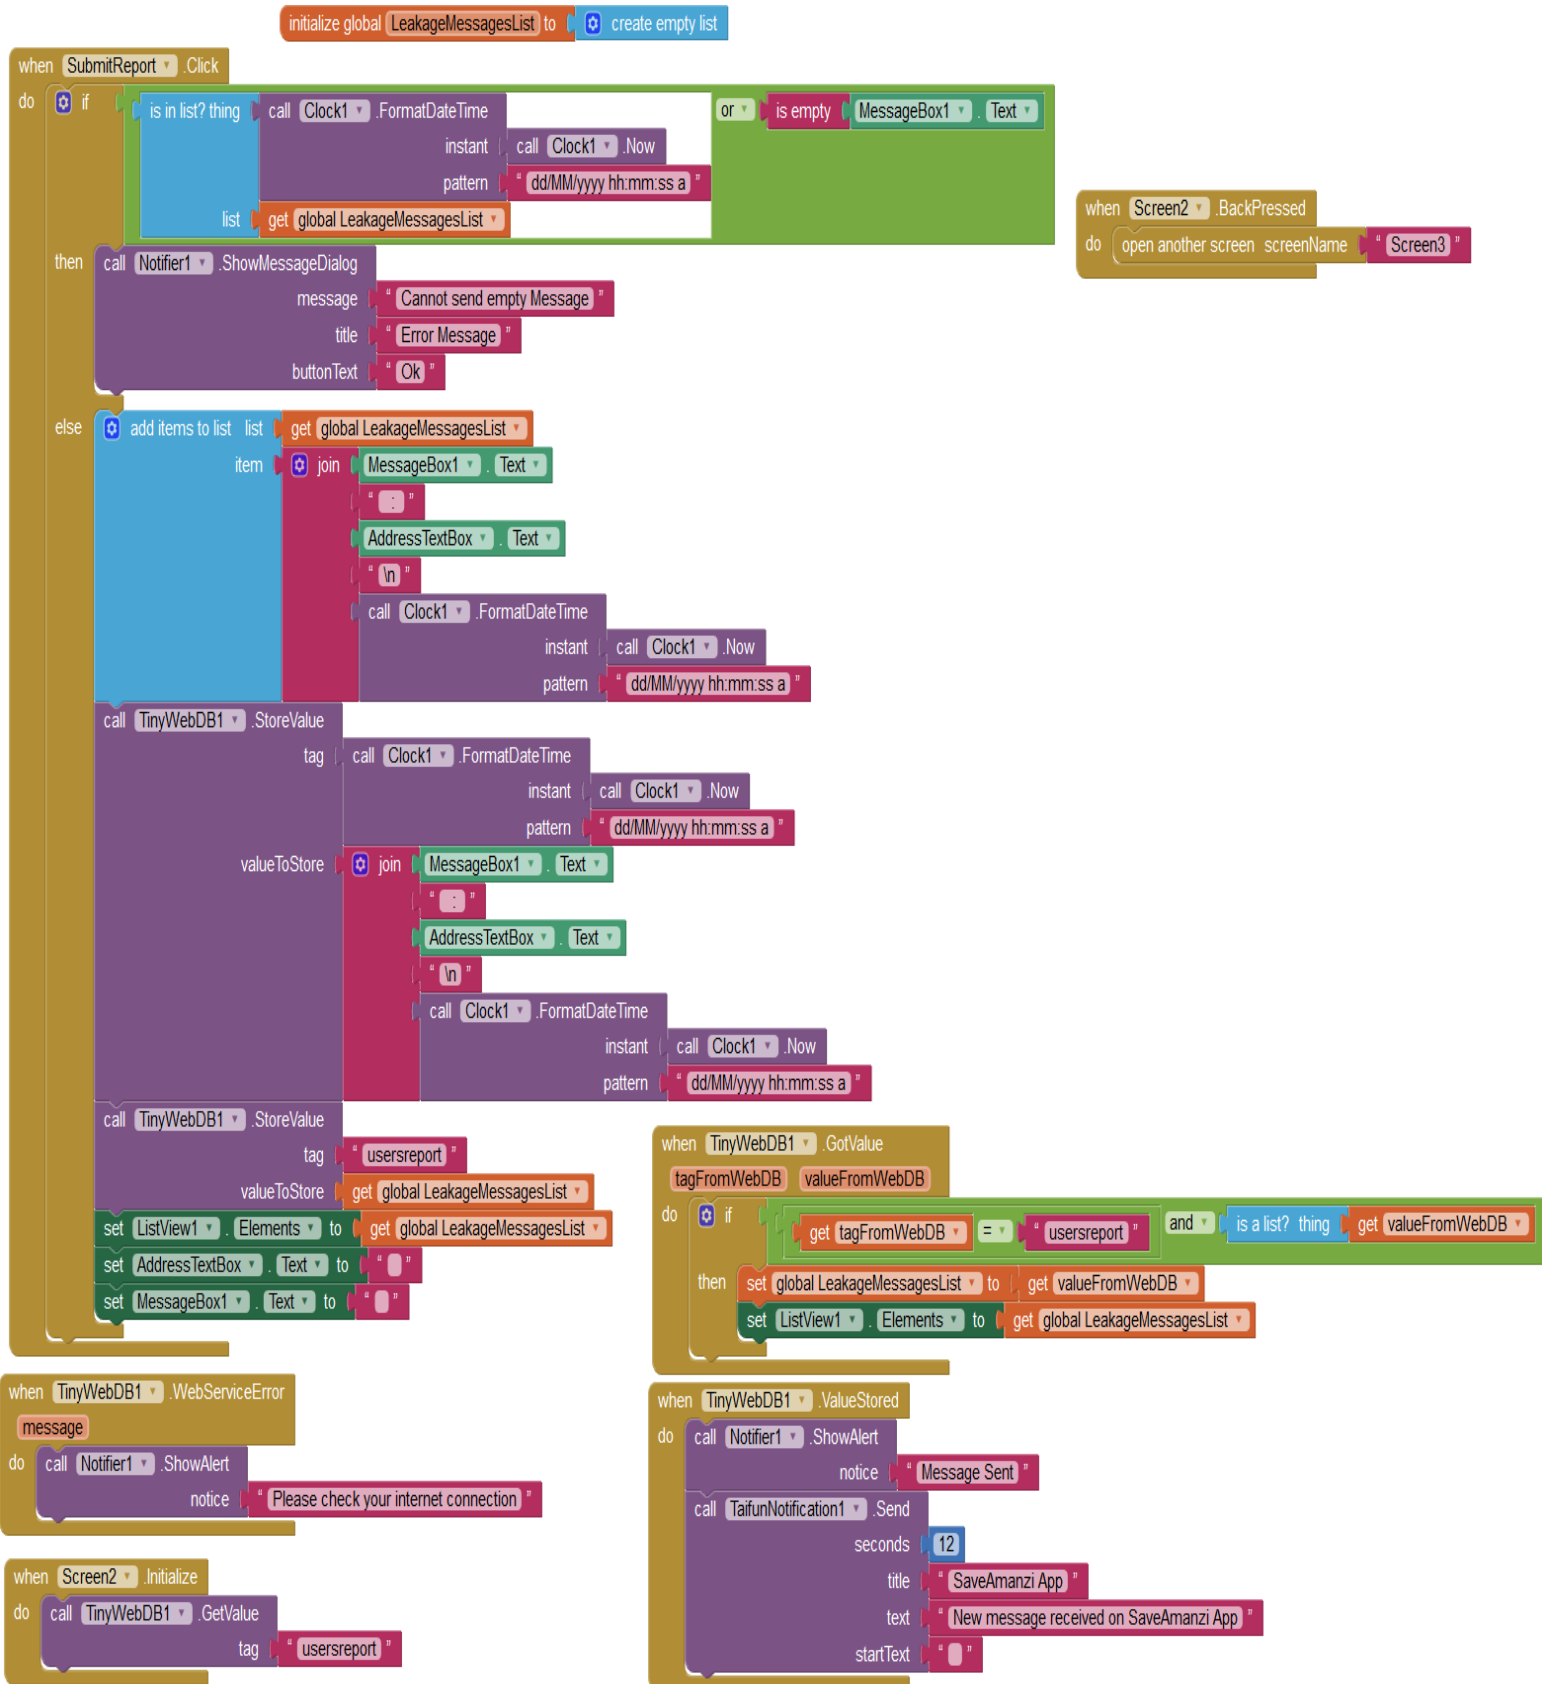 initialize global LeakageMessagesList to create empty list
when SubmitReport .Click
do if is in list? thing call Clock1 .FormatDateTime or is empty MessageBox1 . Text
instant call Clock1 .Now
pattern " dd/MM/yyyy hh:mm:ss a "
list get global LeakageMessagesList
then call Notifier1 .ShowMessageDialog
message " Cannot send empty Message "
title " Error Message "
buttonText " Ok "
else add items to list list get global LeakageMessagesList
item join MessageBox1 . Text
" : "
AddressTextBox . Text
" \n "
call Clock1 .FormatDateTime
instant call Clock1 .Now
pattern " dd/MM/yyyy hh:mm:ss a "
call TinyWebDB1 .StoreValue
tag call Clock1 .FormatDateTime
instant call Clock1 .Now
pattern " dd/MM/yyyy hh:mm:ss a "
valueToStore join MessageBox1 . Text
" : "
AddressTextBox . Text
" \n "
call Clock1 .FormatDateTime
instant call Clock1 .Now
pattern " dd/MM/yyyy hh:mm:ss a "
call TinyWebDB1 .StoreValue
tag " usersreport "
valueToStore get global LeakageMessagesList
set ListView1 . Elements to get global LeakageMessagesList
set AddressTextBox . Text to " "
set MessageBox1 . Text to " "
when Screen2 .BackPressed
do open another screen screenName " Screen3 "
when TinyWebDB1 .GotValue
tagFromWebDB valueFromWebDB
do if get tagFromWebDB = " usersreport " and is a list? thing get valueFromWebDB
then set global LeakageMessagesList to get valueFromWebDB
set ListView1 . Elements to get global LeakageMessagesList
when TinyWebDB1 .WebServiceError
message
do call Notifier1 .ShowAlert
notice " Please check your internet connection "
when Screen2 .Initialize
do call TinyWebDB1 .GetValue
tag " usersreport "
when TinyWebDB1 .ValueStored
do call Notifier1 .ShowAlert
notice " Message Sent "
call TaifunNotification1 .Send
seconds 12
title " SaveAmanzi App "
text " New message received on SaveAmanzi App "
startText " "